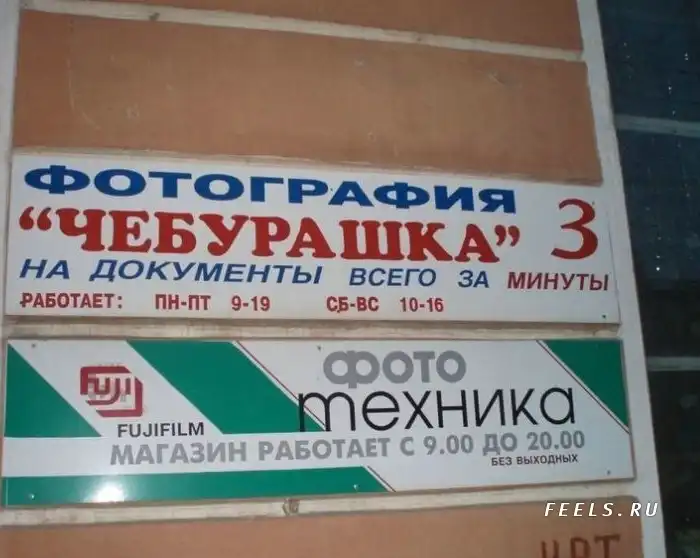 ФОТОГРАФИЯ
“ЧЕБУРАШКА” 3
НА ДОКУМЕНТЫ ВСЕГО ЗА МИНУТЫ
РАБОТАЕТ: ПН-ПТ 9-19 СБ-ВС 10-16
FUJI
FUJIFILM
фото
техника
МАГАЗИН РАБОТАЕТ С 9.00 ДО 20.00
БЕЗ ВЫХОДНЫХ
FEELS.RU